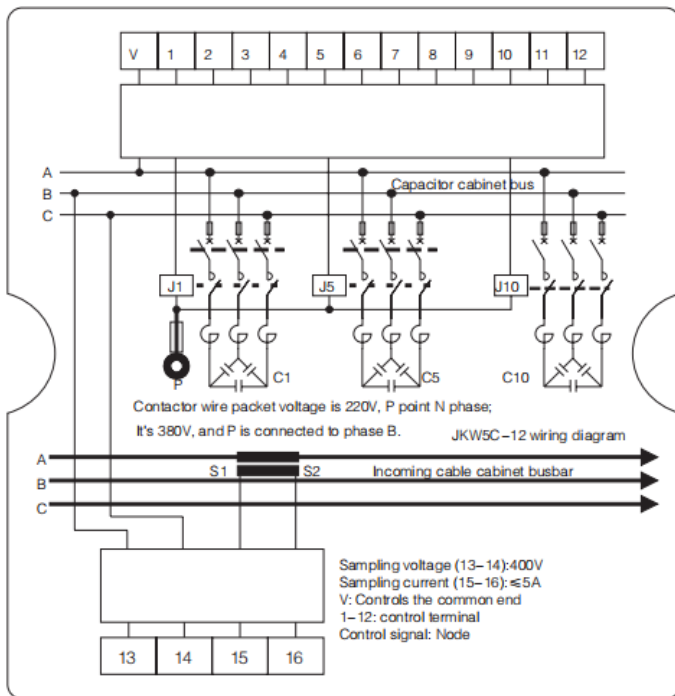 V 1 2 3 4 5 6 7 8 9 10 11 12
A
B
Capacitor cabinet bus
C
J1 J5 J10
P
C1 C5 C10
Contactor wire packet voltage is 220V, P point N phase;
It's 380V, and P is connected to phase B.
JKW5C-12 wiring diagram
A
S1 S2 Incoming cable cabinet busbar
B
C
Sampling voltage (13-14):400V
Sampling current (15-16):≤5A
V: Controls the common end
1-12: control terminal
Control signal: Node
13 14 15 16